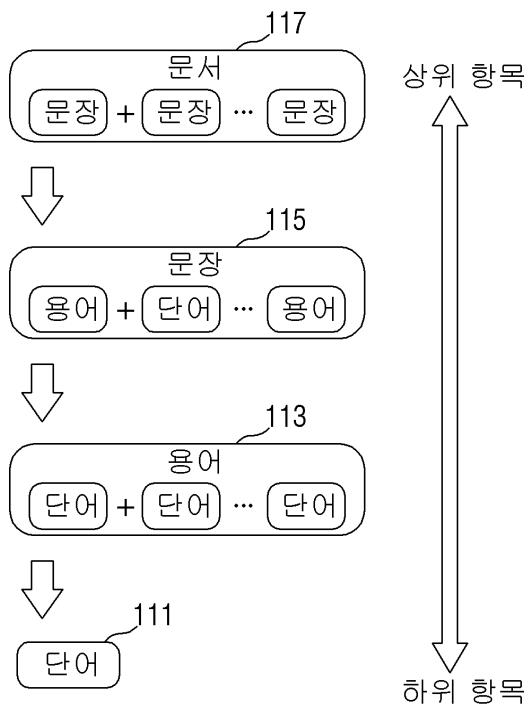 117
문서
상위 항목
문장 + 문장 ··· 문장
115
문장
용어 + 단어 ··· 용어
113
용어
단어 + 단어 ··· 단어
111
단어
하위 항목